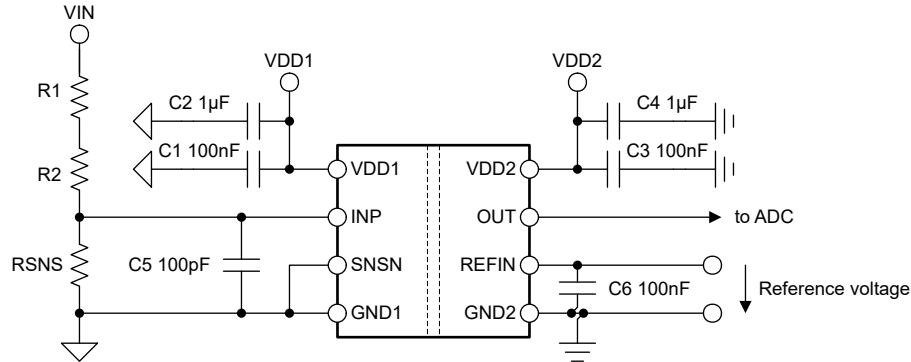 VIN
R1
R2
RSNS
VDD1
C2 1µF
C1 100nF
C5 100pF
VDD1
INP
SNSN
GND1
VDD2
OUT
REFIN
GND2
VDD2
C4 1µF
C3 100nF
to ADC
C6 100nF
Reference voltage